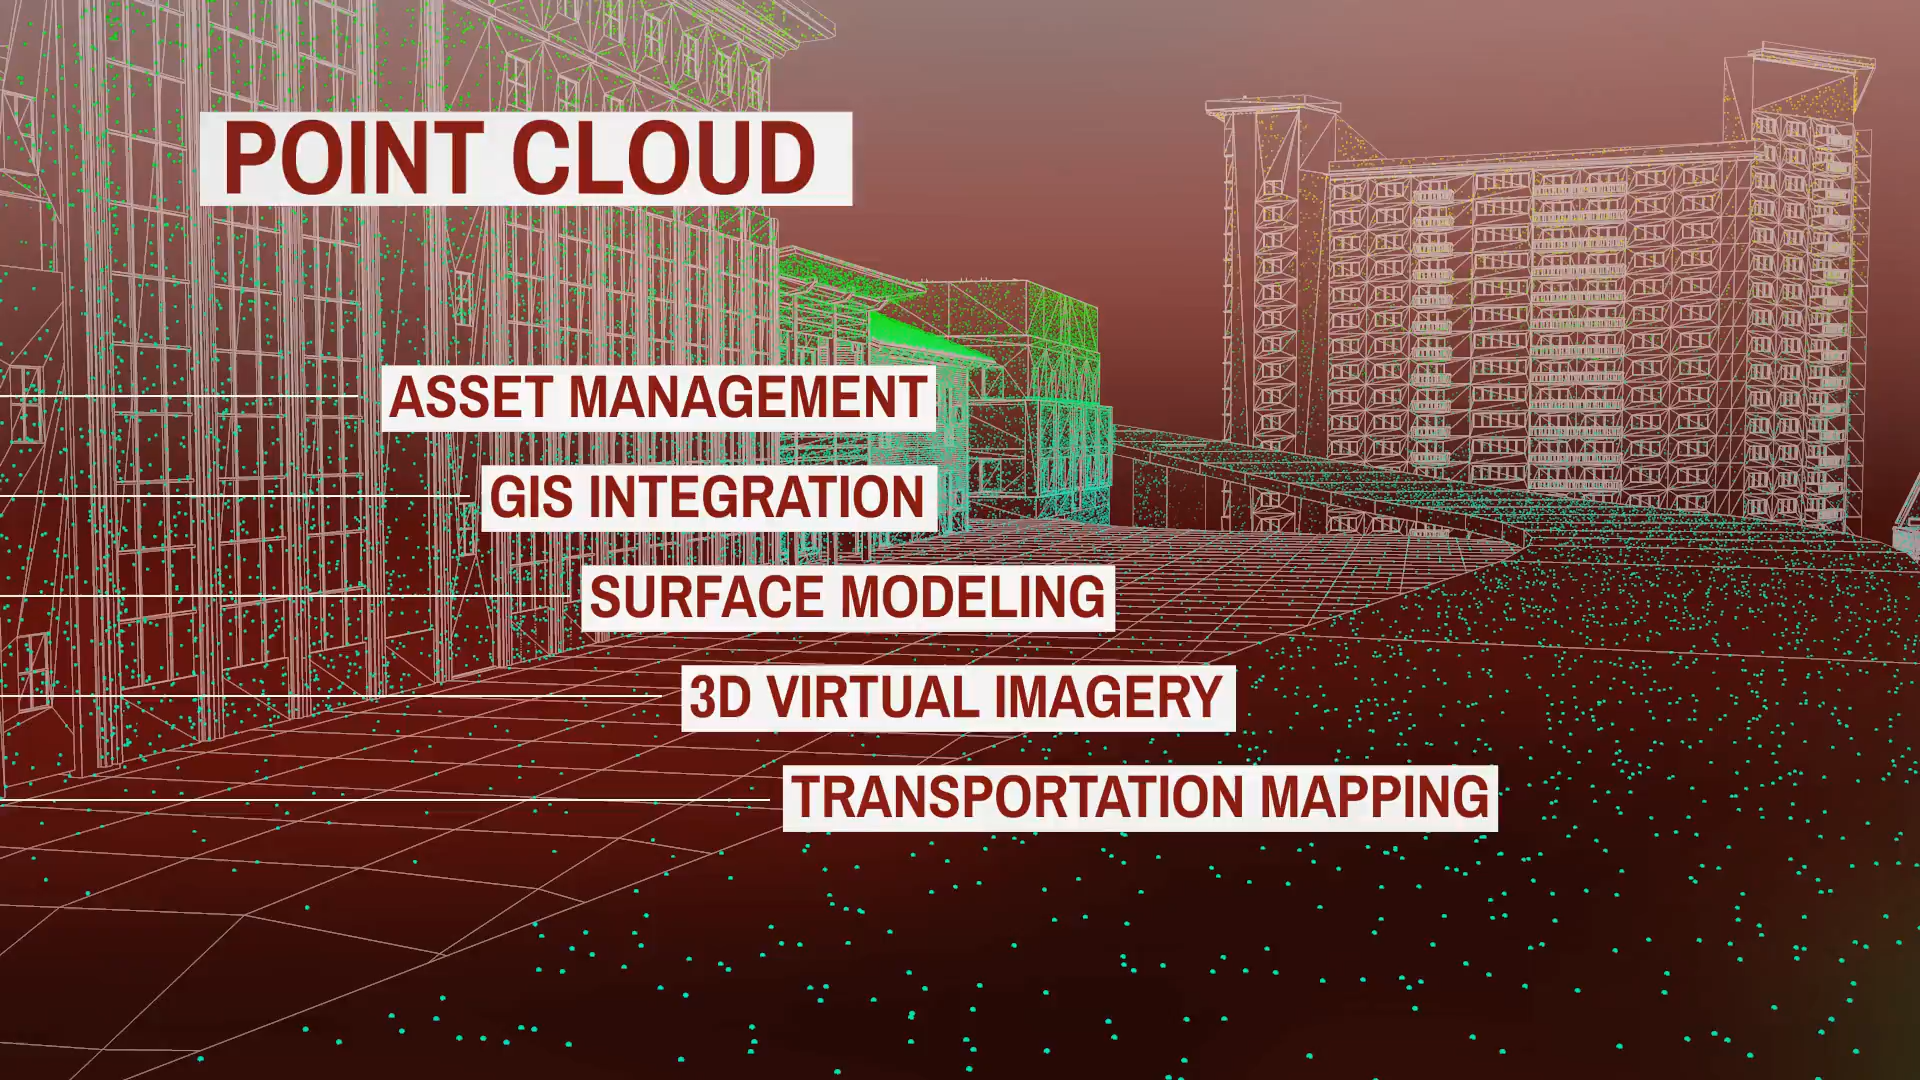 POINT CLOUD
ASSET MANAGEMENT
GIS INTEGRATION
SURFACE MODELING
3D VIRTUAL IMAGERY
TRANSPORTATION MAPPING